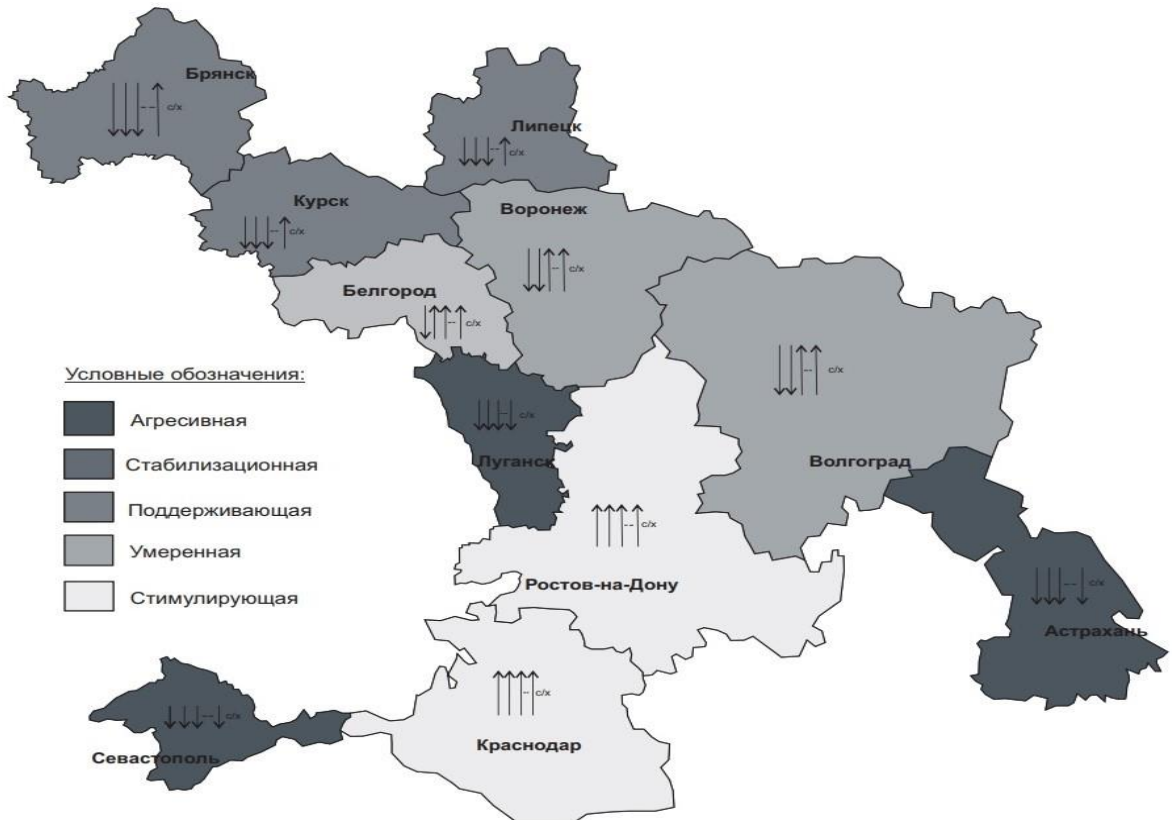 Брянск
с/х
Липецк
с/х
Курск
с/х
Воронеж
с/х
Белгород
с/х
с/х
Условные обозначения:
Агресивная
Стабилизационная
Поддерживающая
Умеренная
Стимулирующая
с/х
Луганск
Волгоград
с/х
Ростов-на-Дону
с/х
Астрахань
с/х
Краснодар
с/х
Севастополь